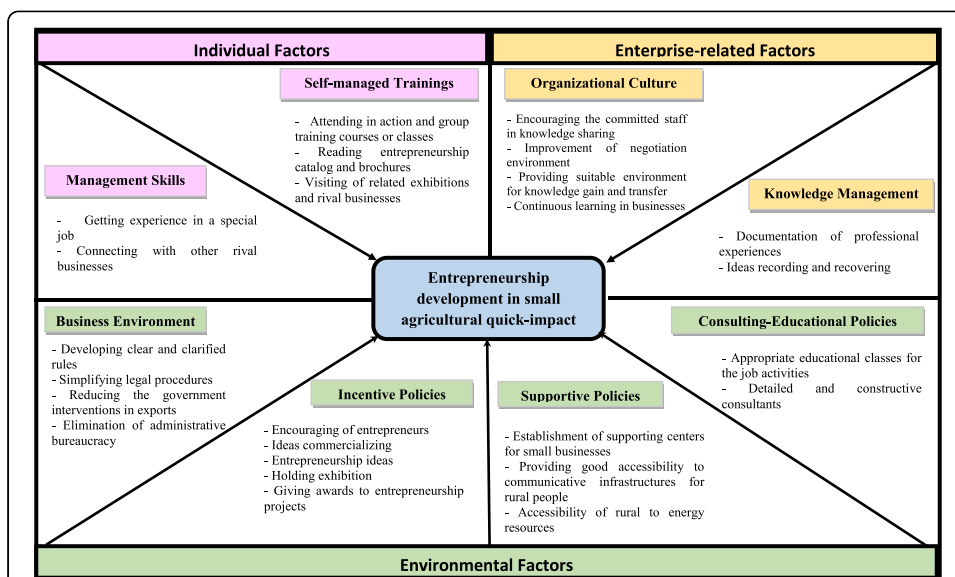 Individual Factors
Enterprise-related Factors
Self-managed Trainings
- Attending in action and group
training courses or classes
- Reading entrepreneurship
catalog and brochures
- Visiting of related exhibitions
and rival businesses
Organizational Culture
- Encouraging the committed staff
in knowledge sharing
- Improvement of negotiation
environment
- Providing suitable environment
for knowledge gain and transfer
- Continuous learning in businesses
Management Skills
- Getting experience in a special
job
- Connecting with other rival
businesses
Knowledge Management
- Documentation of professional
experiences
- Ideas recording and recovering
Entrepreneurship
development in small
agricultural quick-impact
Business Environment
- Developing clear and clarified
rules
- Simplifying legal procedures
- Reducing the government
interventions in exports
- Elimination of administrative
bureaucracy
Incentive Policies
- Encouraging of entrepreneurs
- Ideas commercializing
- Entrepreneurship ideas
- Holding exhibition
- Giving awards to entrepreneurship
projects
Supportive Policies
- Establishment of supporting centers
for small businesses
- Providing good accessibility to
communicative infrastructures for
rural people
- Accessibility of rural to energy
resources
Consulting-Educational Policies
- Appropriate educational classes for
the job activities
- Detailed and constructive
consultants
Environmental Factors